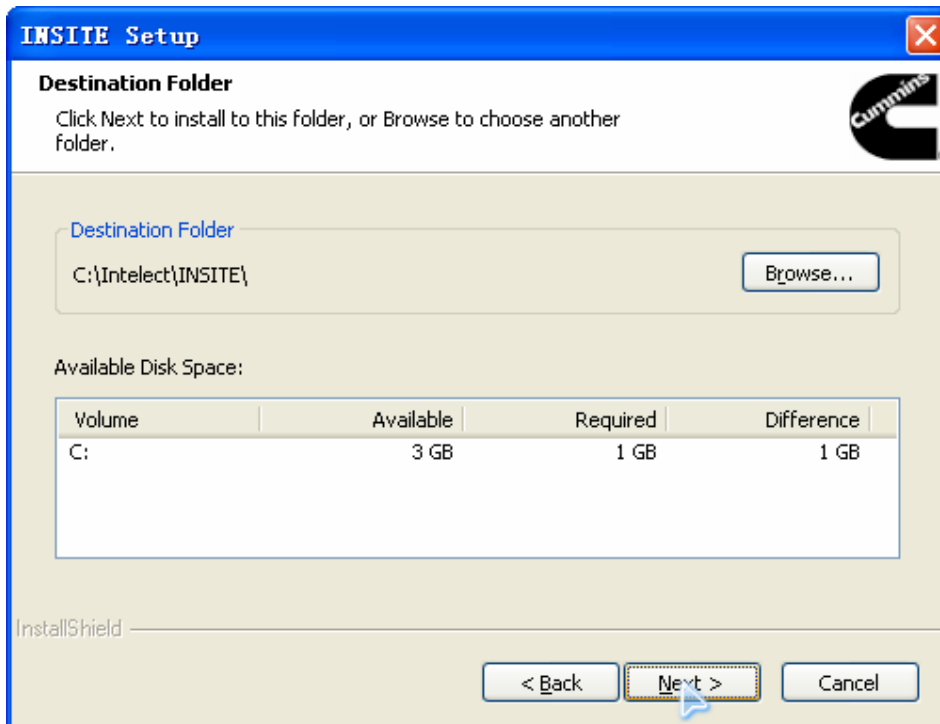 INSITE Setup
Destination Folder
Click Next to install to this folder, or Browse to choose another
folder.
Cummins
Destination Folder
C:\Intelect\INSITE\
Browse...
Available Disk Space:
Volume Available Required Difference
C: 3 GB 1 GB 1 GB
InstallShield
< Back Next > Cancel